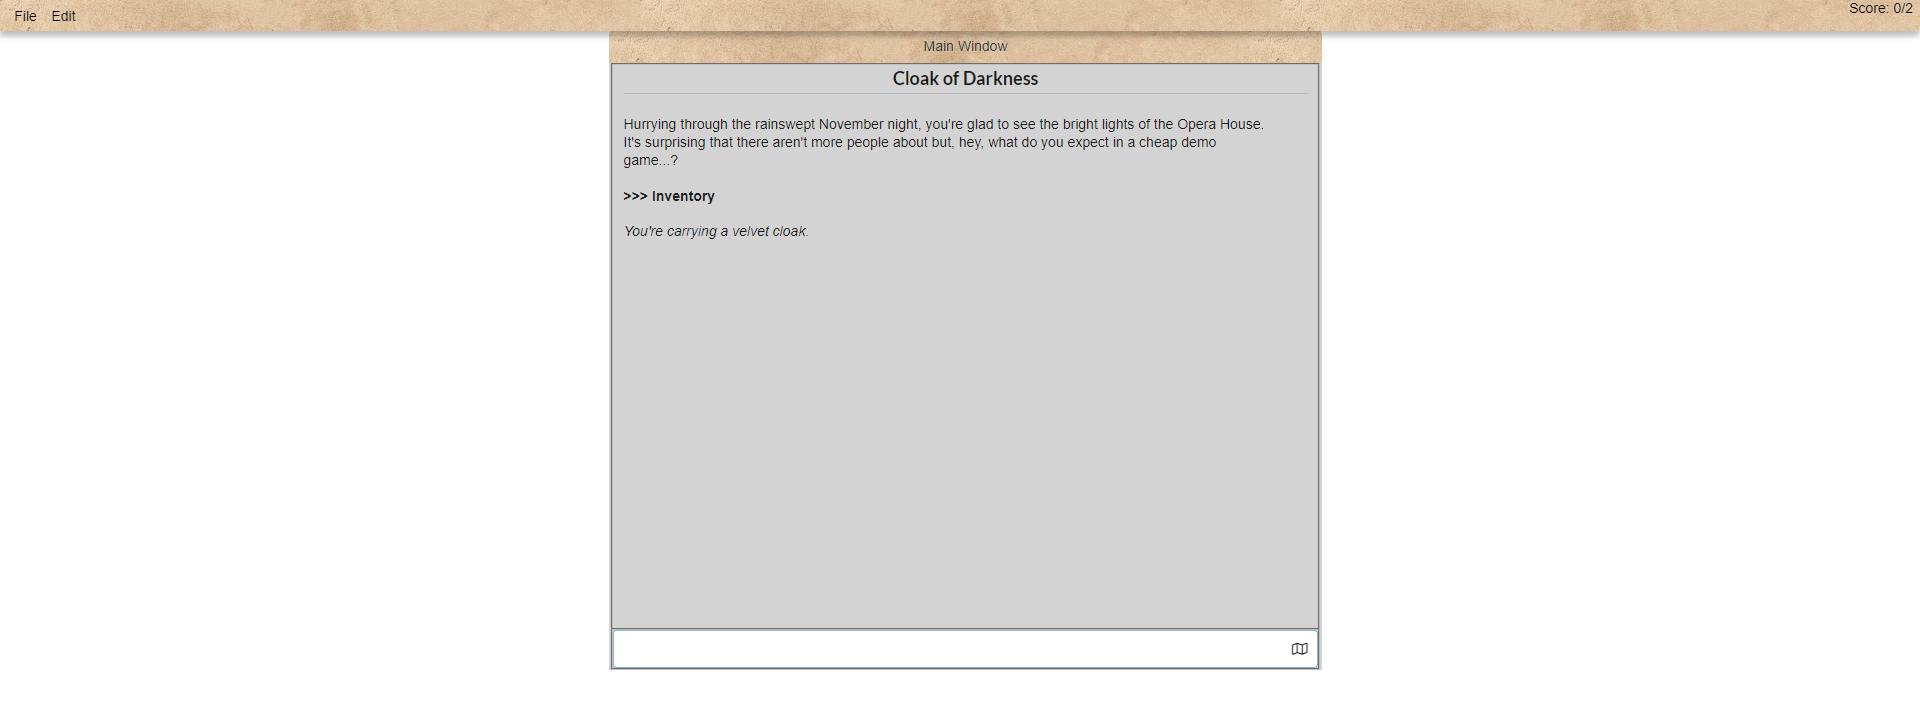 File Edit Score: 0/2
Main Window
Cloak of Darkness
Hurrying through the rainswept November night, you're glad to see the bright lights of the Opera House.
It's surprising that there aren't more people about but, hey, what do you expect in a cheap demo
game...?
>>> Inventory
You're carrying a velvet cloak.